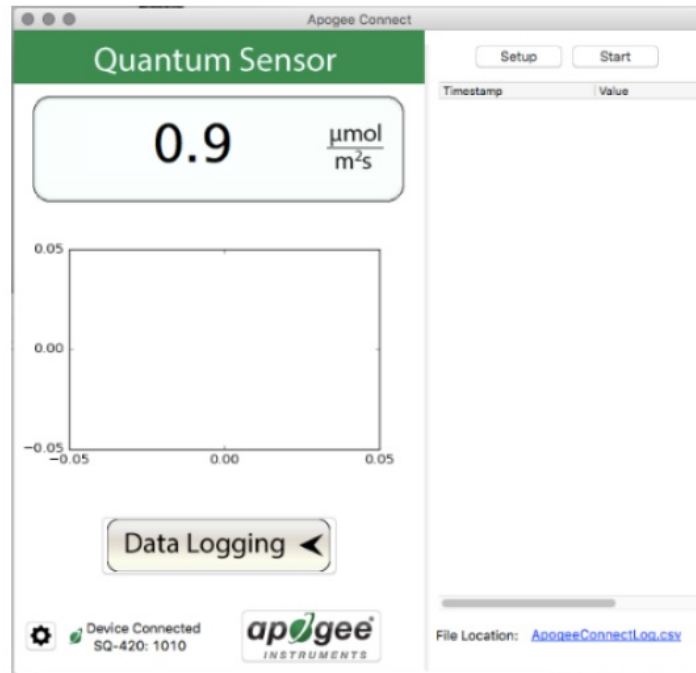 Apogee Connect
Quantum Sensor
0.9 µmol
m²s
0.05
0.00
−0.05
−0.05 0.00 0.05
Data Logging
Device Connected
SQ-420: 1010
apogee
INSTRUMENTS
Setup Start
Timestamp Value
File Location: ApogeeConnectLog.csv